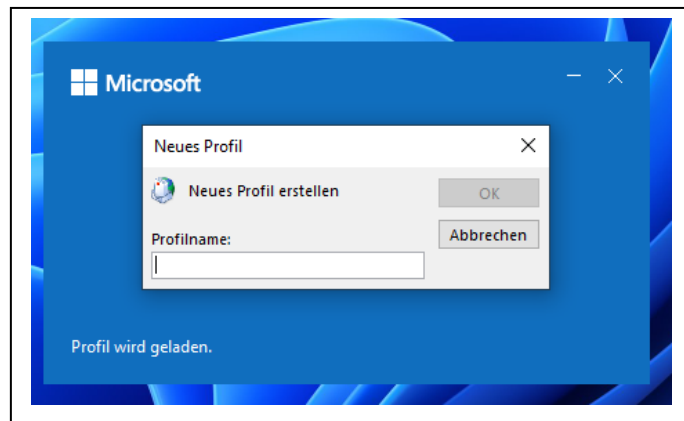 Microsoft
Neues Profil
Neues Profil erstellen
OK
Profilname:
Abbrechen
Profil wird geladen.